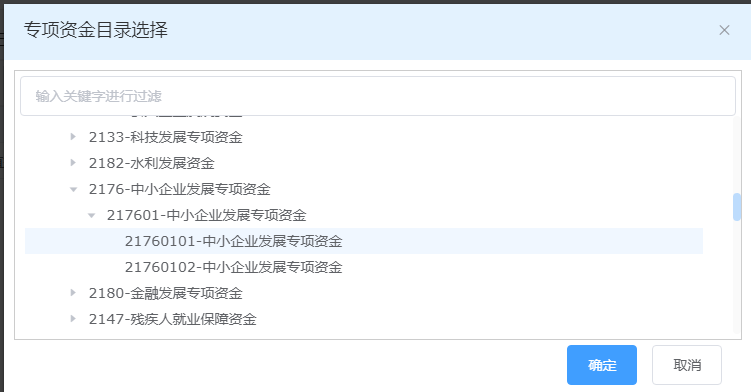 专项资金目录选择
输入关键字进行过滤
2133-科技发展专项资金
2182-水利发展资金
2176-中小企业发展专项资金
217601-中小企业发展专项资金
21760101-中小企业发展专项资金
21760102-中小企业发展专项资金
2180-金融发展专项资金
2147-残疾人就业保障资金
确定
取消